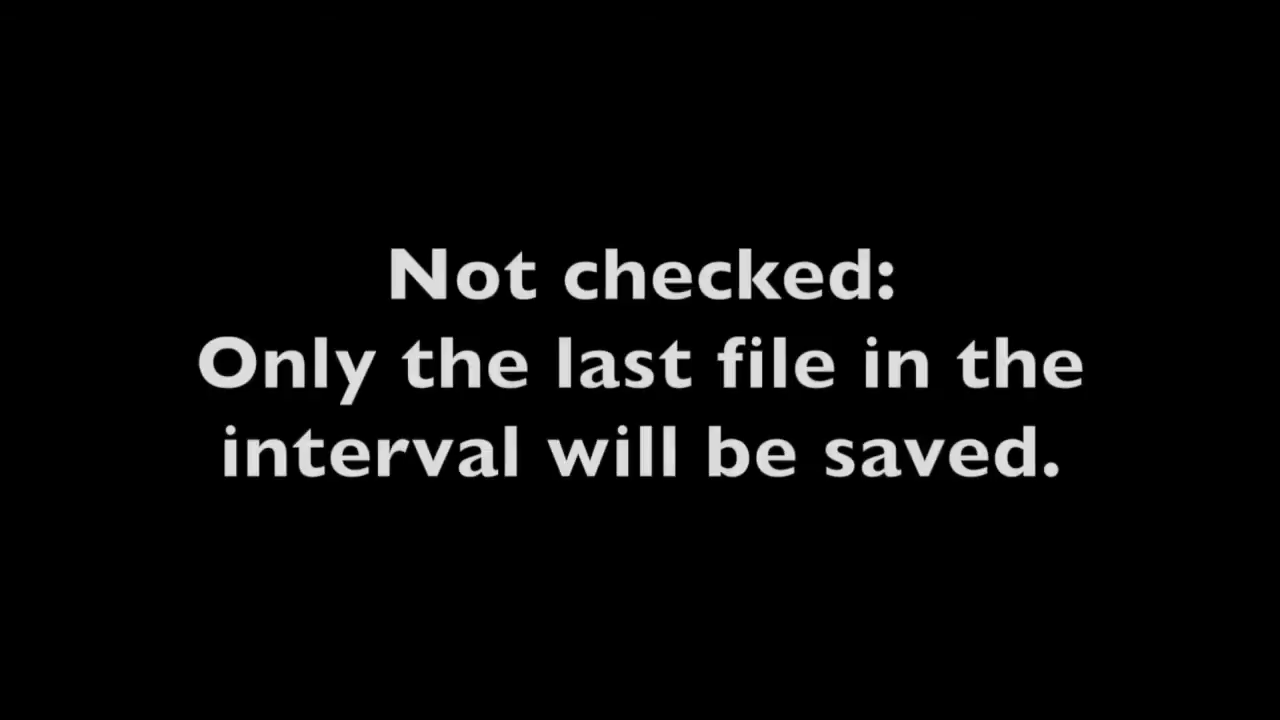 Not checked:
Only the last file in the
interval will be saved.